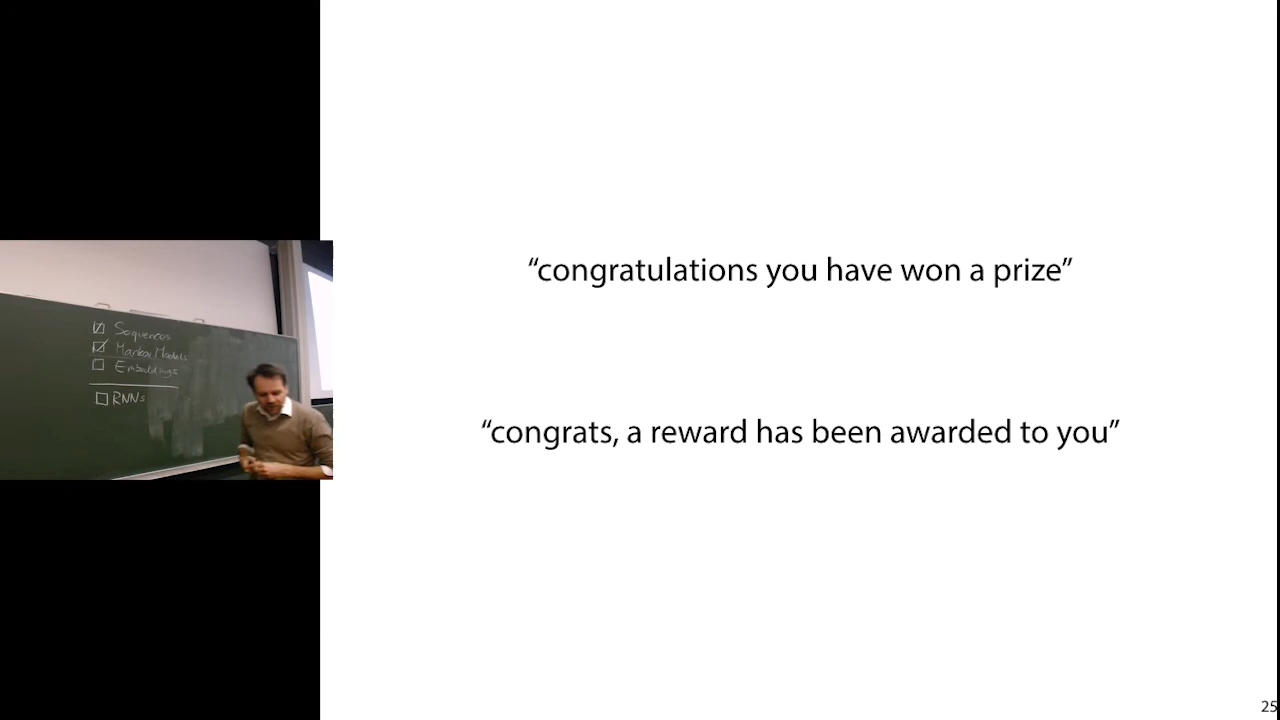 “congratulations you have won a prize”
“congrats, a reward has been awarded to you”
Sequences
Markov Models
Embeddings
RNNs
25